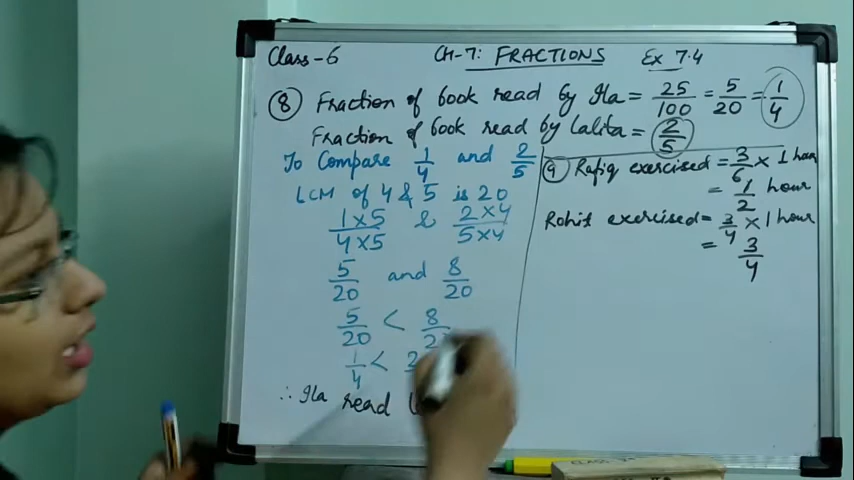 Class-6 CH-7: FRACTIONS Ex 7.4
8 Fraction of book read by Ila = 25/100 = 5/20 = 1/4
Fraction of book read by Lalita = 2/5
To Compare 1/4 and 2/5
LCM of 4 & 5 is 20
1×5/4×5 & 2×4/5×4
5/20 and 8/20
5/20 < 8/2
1/4 < 2
∴ Ila read
9 Rafiq exercised = 3/6 × 1 hour
= 1/2 hour
Rohit exercised = 3/4 × 1 hour
= 3/4